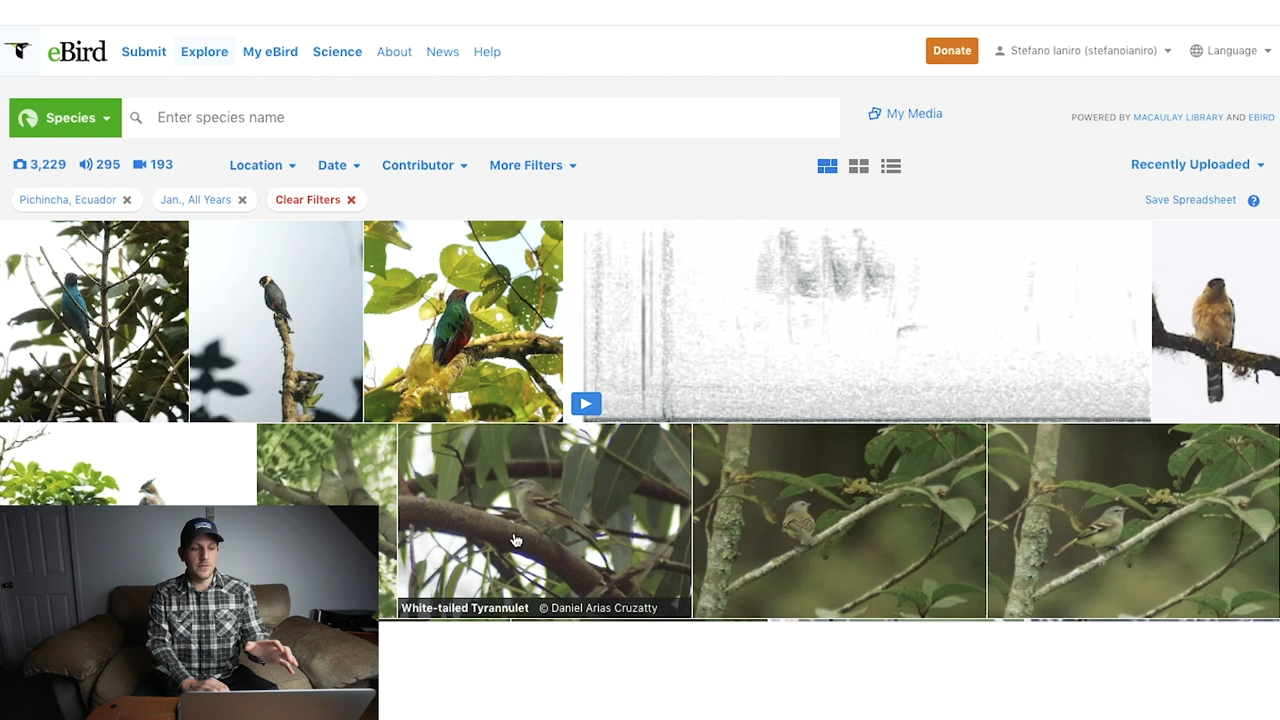 eBird Submit Explore My eBird Science About News Help Donate Stefano Ianiro (stefanoianiro) Language
Species Enter species name My Media POWERED BY MACAULAY LIBRARY AND EBIRD
3,229 295 193 Location Date Contributor More Filters Recently Uploaded
Pichincha, Ecuador Jan., All Years Clear Filters Save Spreadsheet ?
White-tailed Tyrannulet © Daniel Arias Cruzatty